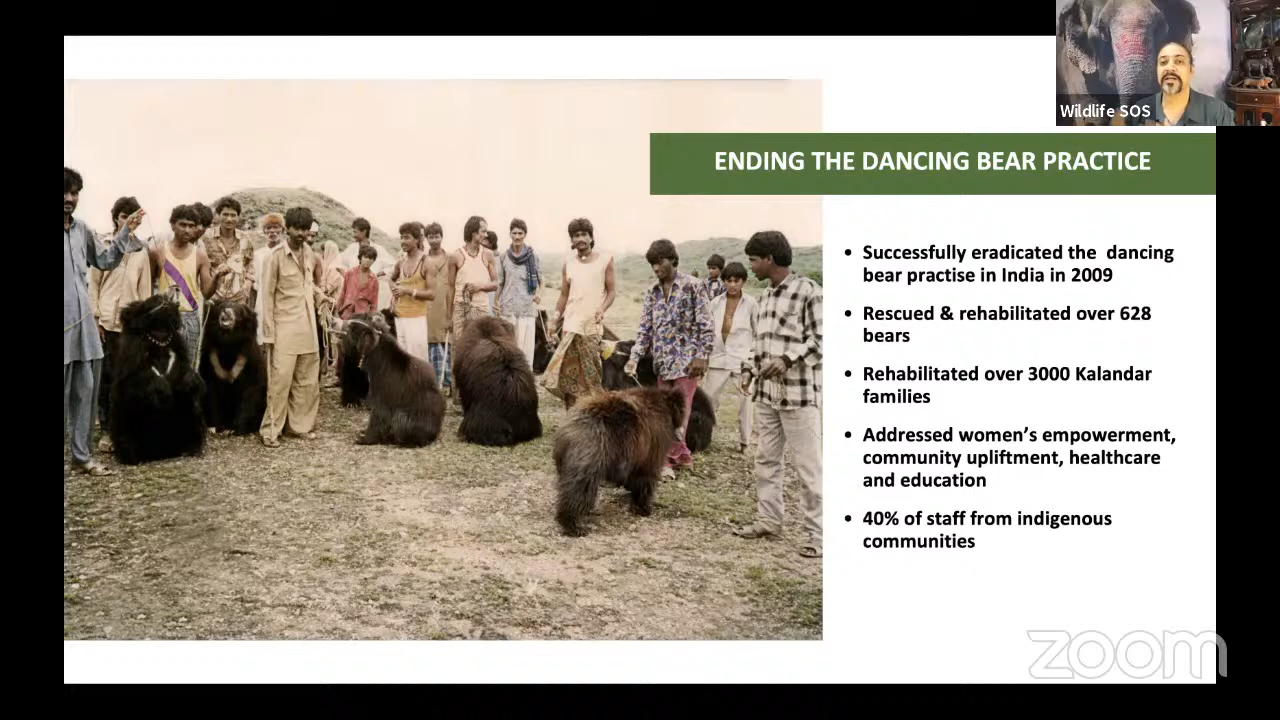 Wildlife SOS
ENDING THE DANCING BEAR PRACTICE
• Successfully eradicated the dancing
bear practise in India in 2009
• Rescued & rehabilitated over 628
bears
• Rehabilitated over 3000 Kalandar
families
• Addressed women’s empowerment,
community upliftment, healthcare
and education
• 40% of staff from indigenous
communities
zoom